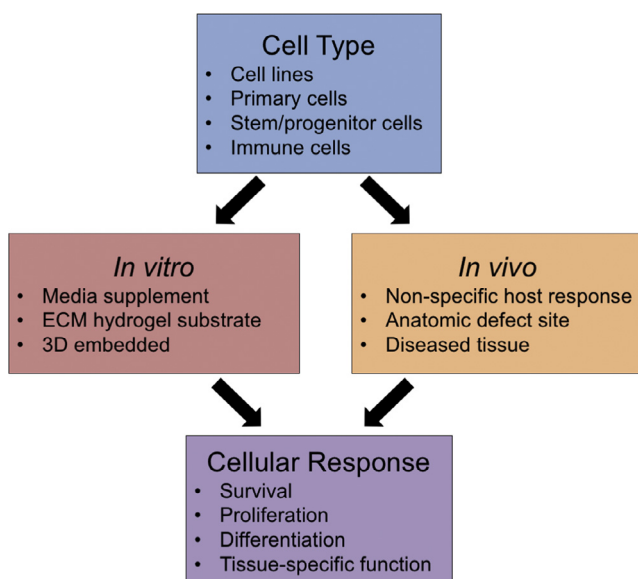 Cell Type
• Cell lines
• Primary cells
• Stem/progenitor cells
• Immune cells
In vitro
• Media supplement
• ECM hydrogel substrate
• 3D embedded
In vivo
• Non-specific host response
• Anatomic defect site
• Diseased tissue
Cellular Response
• Survival
• Proliferation
• Differentiation
• Tissue-specific function